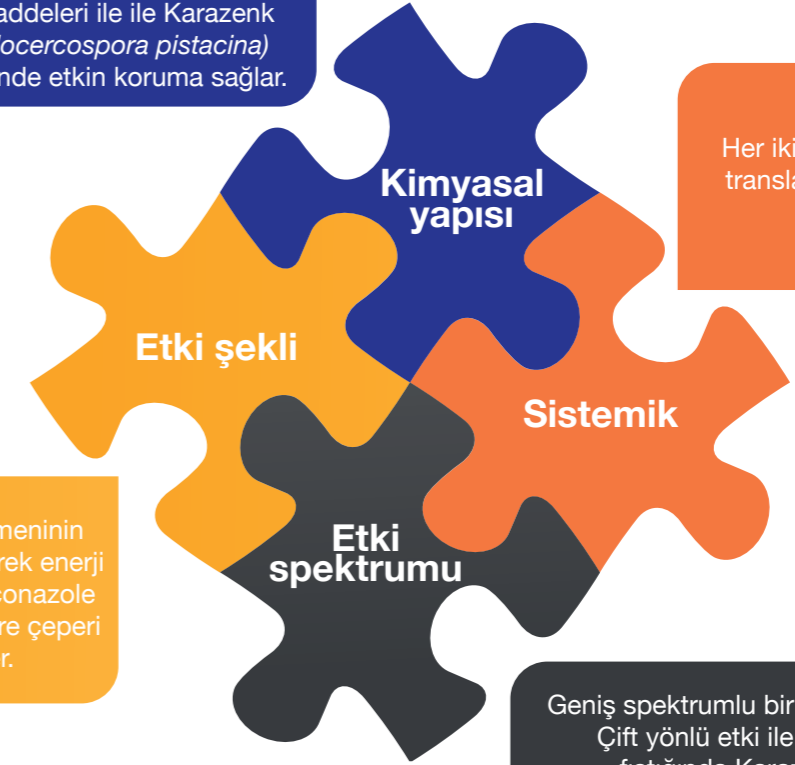 addeleri ile ile Karazenk
locercospora pistacina)
nde etkin koruma sağlar.
Kimyasal
yapısı
Her iki
transla
Etki şekli
Sistemik
Etki
spektrumu
meninin
rek enerji
conazole
re çeperi
r.
Geniş spektrumlu bir
Çift yönlü etki ile